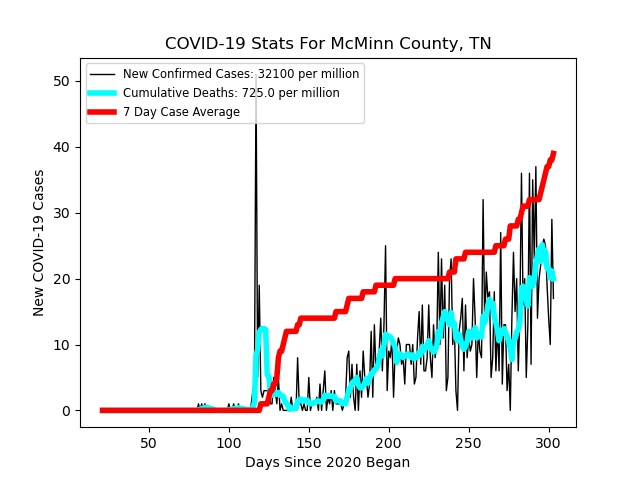 COVID-19 Stats For McMinn County, TN
New Confirmed Cases: 32100 per million
Cumulative Deaths: 725.0 per million
7 Day Case Average
New COVID-19 Cases
50
40
30
20
10
0
50 100 150 200 250 300
Days Since 2020 Began